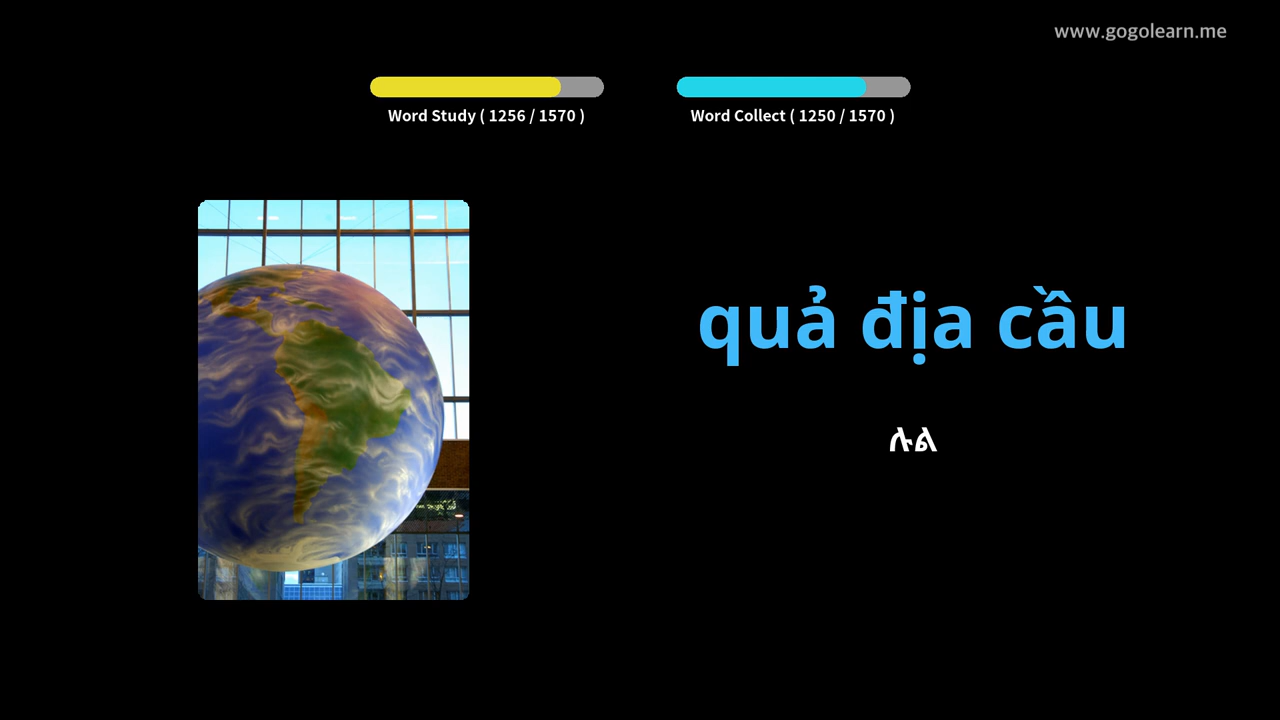 www.gogolearn.me
Word Study ( 1256 / 1570 )
Word Collect ( 1250 / 1570 )
quả địa cầu
ሉል